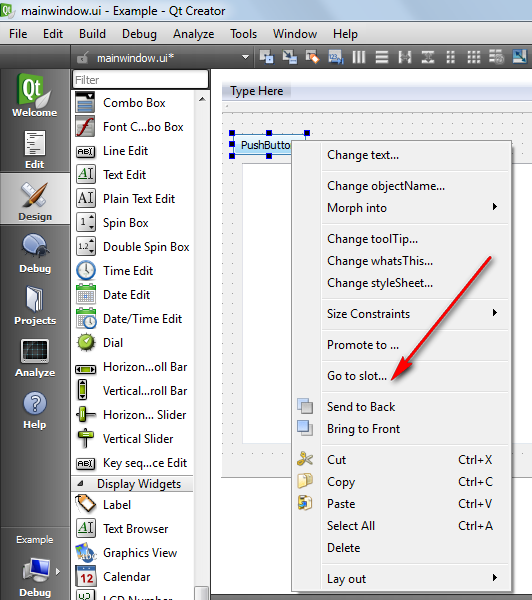 mainwindow.ui - Example - Qt Creator
File Edit Build Debug Analyze Tools Window Help
mainwindow.ui*
Qt
Welcome
Edit
Design
Debug
Projects
Analyze
Help
Example
Debug
Filter
Combo Box
Font C...bo Box
Line Edit
Text Edit
Plain Text Edit
Spin Box
Double Spin Box
Time Edit
Date Edit
Date/Time Edit
Dial
Horizon...oll Bar
Vertical...roll Bar
Horizon... Slider
Vertical Slider
Key seq...ce Edit
Display Widgets
Label
Text Browser
Graphics View
Calendar
LCD Number
Type Here
PushButton
Change text...
Change objectName...
Morph into
Change toolTip...
Change whatsThis...
Change styleSheet...
Size Constraints
Promote to ...
Go to slot...
Send to Back
Bring to Front
Cut Ctrl+X
Copy Ctrl+C
Paste Ctrl+V
Select All Ctrl+A
Delete
Lay out